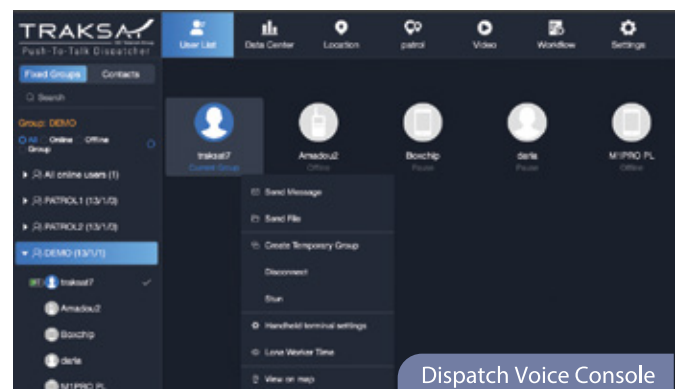 TRAKSAT
Push-To-Talk Dispatcher
User List
Data Center
Location
patrol
Video
Workflow
Settings
Fixed Groups
Contacts
Search
Group: DEMO
All
Online
Offline
Group
All online users (1)
PATROL1 (13/1/0)
PATROL2 (13/1/0)
DEMO (13/1/1)
traksat7
Amadou2
Boxchip
darla
M1PRO PL
traksat7
Current Group
Amadou2
Offline
Boxchip
Pause
darla
Pause
M1PRO PL
Offline
Send Message
Send File
Create Temporary Group
Disconnect
Stun
Handheld terminal settings
Lone Worker Time
View on map
Dispatch Voice Console